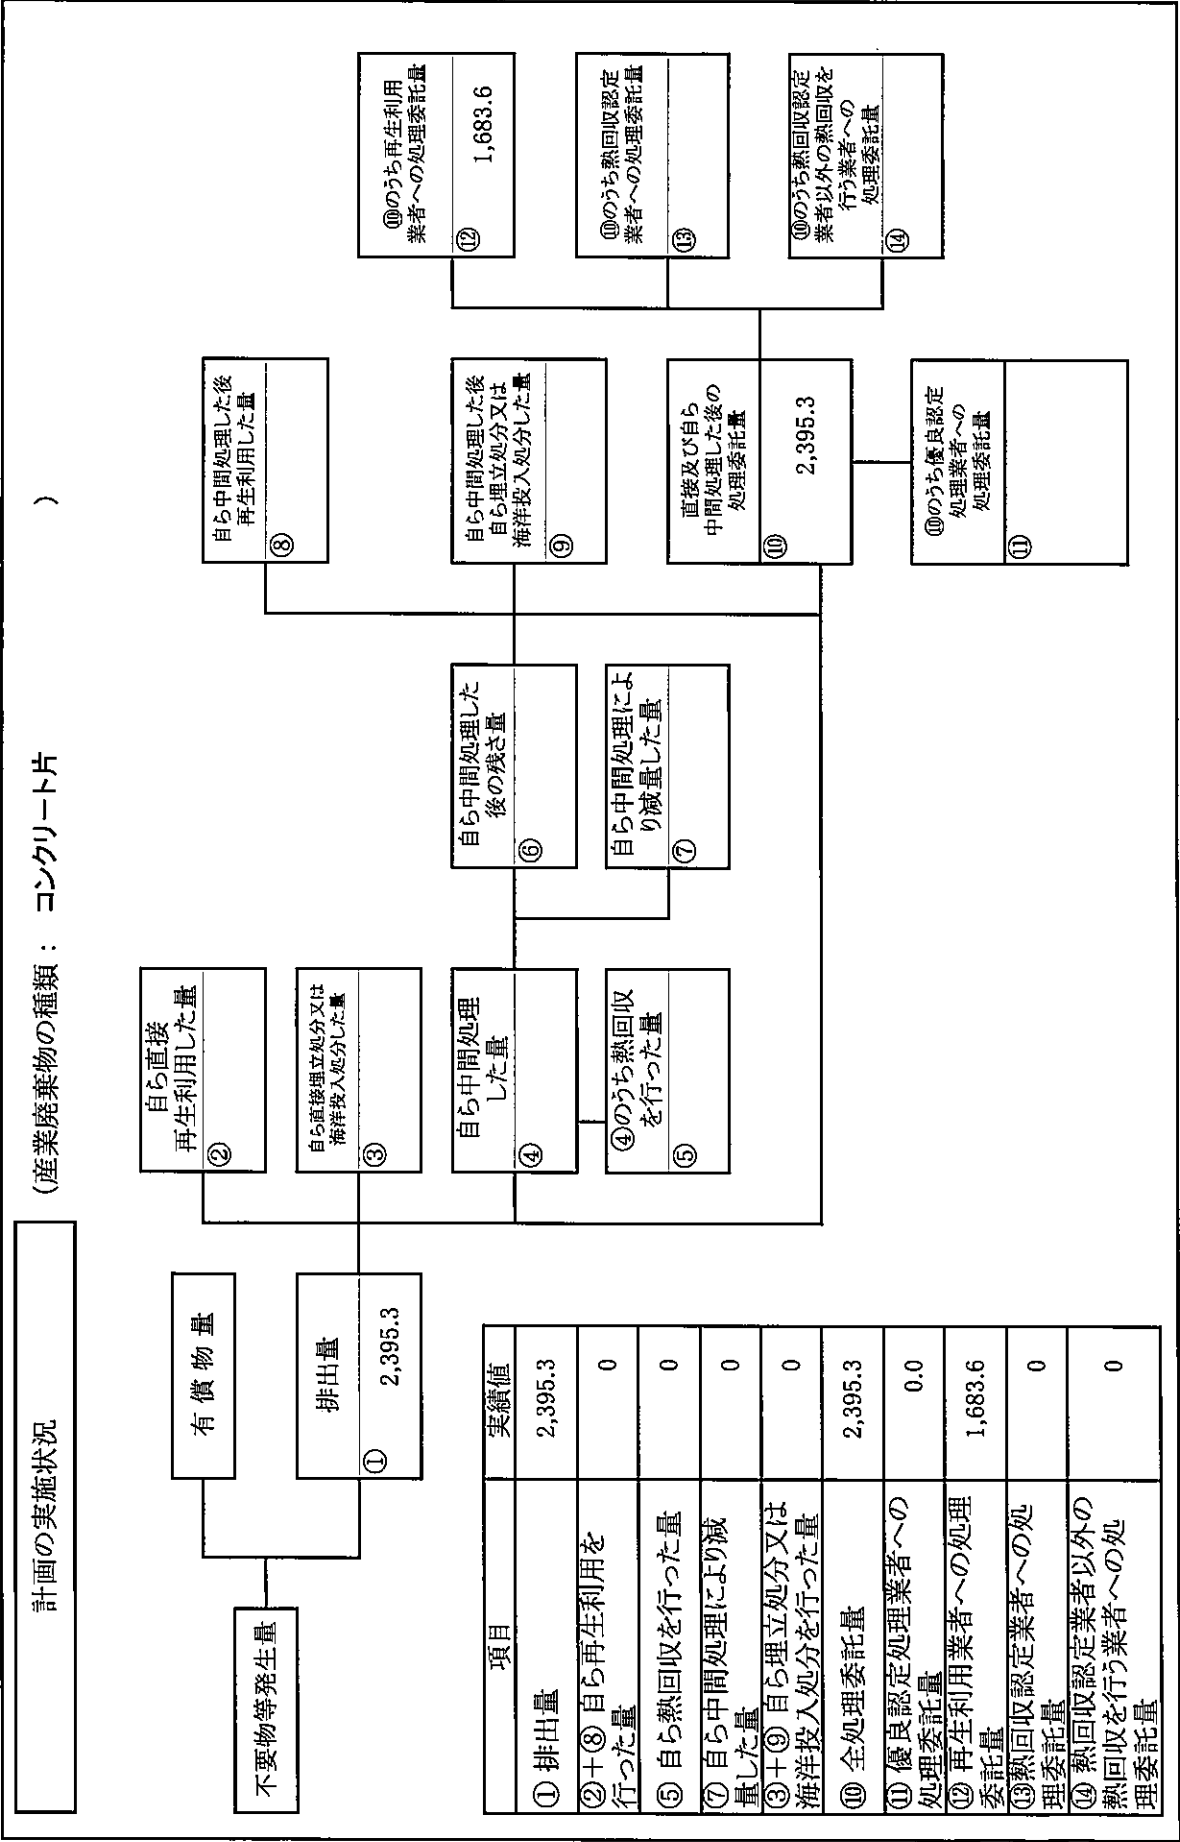 計画の実施状況
(産業廃棄物の種類： コンクリート片 )
不要物等発生量
有償物量
排出量
① 2,395.3
自ら直接
再生利用した量
②
自ら直接埋立処分又は
海洋投入処分した量
③
自ら中間処理
した量
④
④のうち熱回収
を行った量
⑤
自ら中間処理した
後の残さ量
⑥
自ら中間処理によ
り減量した量
⑦
自ら中間処理した後
再生利用した量
⑧
自ら中間処理した後
自ら埋立処分又は
海洋投入処分した量
⑨
直接及び自ら
中間処理した後の
処理委託量
⑩ 2,395.3
⑩のうち優良認定
処理業者への
処理委託量
⑪
⑩のうち再生利用
業者への処理委託量
⑫ 1,683.6
⑩のうち熱回収認定
業者への処理委託量
⑬
⑩のうち熱回収認定
業者以外の熱回収を
行う業者への
処理委託量
⑭
項目 実績値
① 排出量 2,395.3
②+⑧ 自ら再生利用を
行った量 0
⑤ 自ら熱回収を行った量 0
⑦ 自ら中間処理により減
量した量 0
③+⑨ 自ら埋立処分又は
海洋投入処分を行った量 0
⑩ 全処理委託量 2,395.3
⑪ 優良認定処理業者への
処理委託量 0.0
⑫ 再生利用業者への処理
委託量 1,683.6
⑬熱回収認定業者への処
理委託量 0
⑭ 熱回収認定業者以外の
熱回収を行う業者への処
理委託量 0